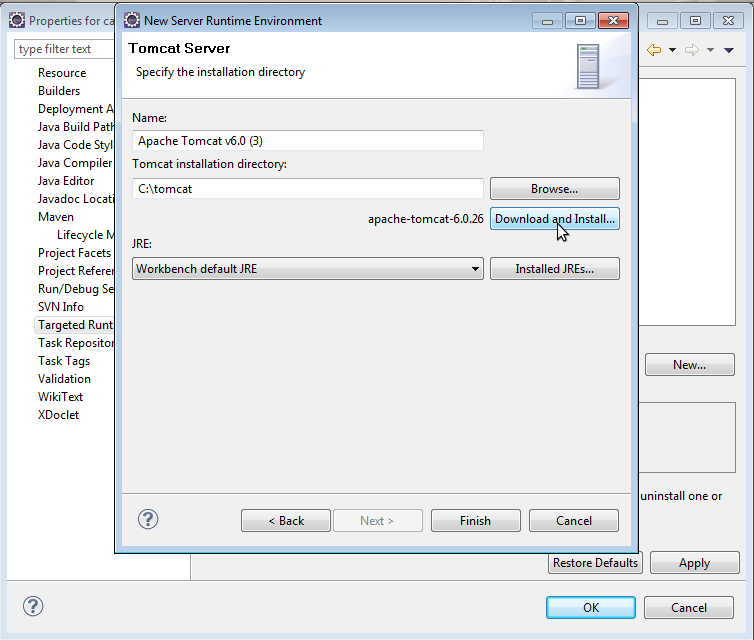 Properties for ca
New Server Runtime Environment
type filter text
Resource
Builders
Deployment A
Java Build Path
Java Code Styl
Java Compiler
Java Editor
Javadoc Locati
Maven
Lifecycle M
Project Facets
Project Referen
Run/Debug Se
SVN Info
Targeted Runt
Task Repositor
Task Tags
Validation
WikiText
XDoclet
Tomcat Server
Specify the installation directory
Name:
Apache Tomcat v6.0 (3)
Tomcat installation directory:
C:\tomcat
Browse...
apache-tomcat-6.0.26
Download and Install...
JRE:
Workbench default JRE
Installed JREs...
?
< Back
Next >
Finish
Cancel
New...
uninstall one or
Restore Defaults
Apply
?
OK
Cancel